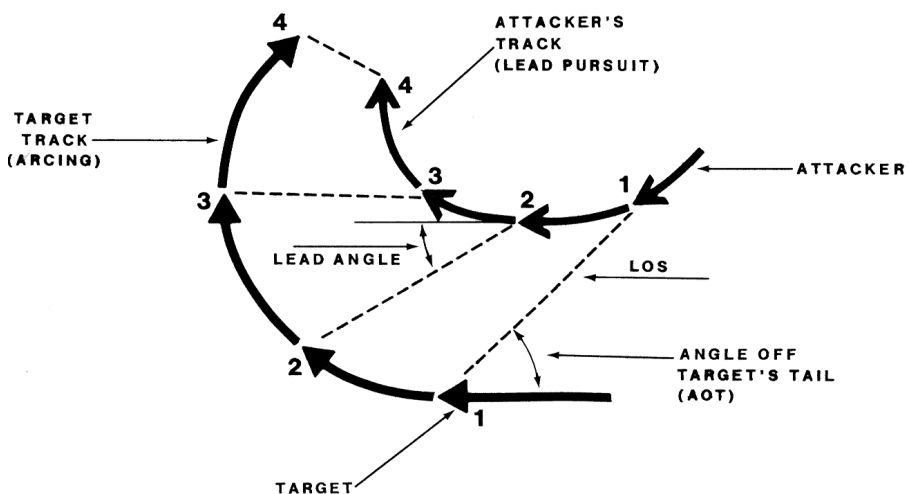 4
ATTACKER'S
TRACK
(LEAD PURSUIT)
4
TARGET
TRACK
(ARCING)
ATTACKER
3
3
2
1
LEAD ANGLE
LOS
2
ANGLE OFF
TARGET'S TAIL
(AOT)
1
TARGET